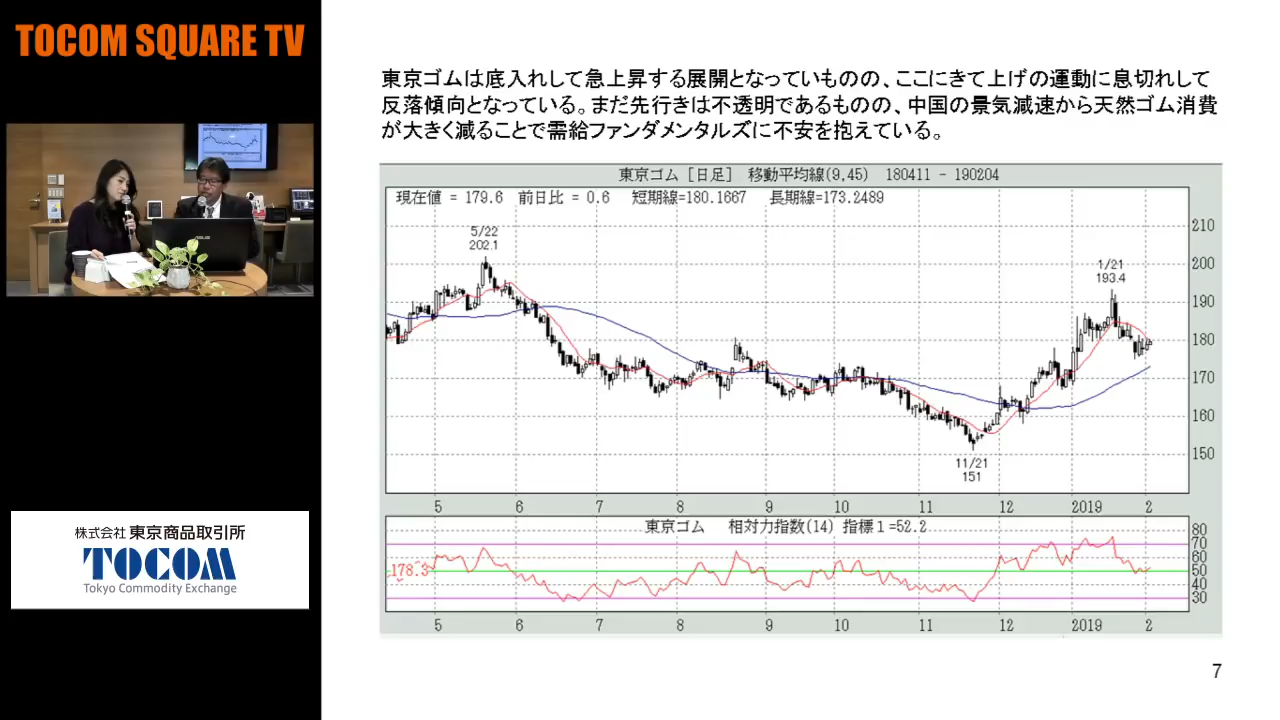 TOCOM SQUARE TV
東京ゴムは底入れして急上昇する展開となっていものの、ここにきて上げの運動に息切れして
反落傾向となっている。まだ先行きは不透明であるものの、中国の景気減速から天然ゴム消費
が大きく減ることで需給ファンダメンタルズに不安を抱えている。
東京ゴム [日足] 移動平均線(9,45) 180411 - 190204
現在値 = 179.6 前日比 = 0.6 短期線=180.1667 長期線=173.2489
5/22
202.1
1/21
193.4
11/21
151
210
200
190
180
170
160
150
5 6 7 8 9 10 11 12 2019 2
東京ゴム 相対力指数(14) 指標１=52.2
178.3
80
70
60
50
40
30
5 6 7 8 9 10 11 12 2019 2
株式会社 東京商品取引所
TOCOM
Tokyo Commodity Exchange
7